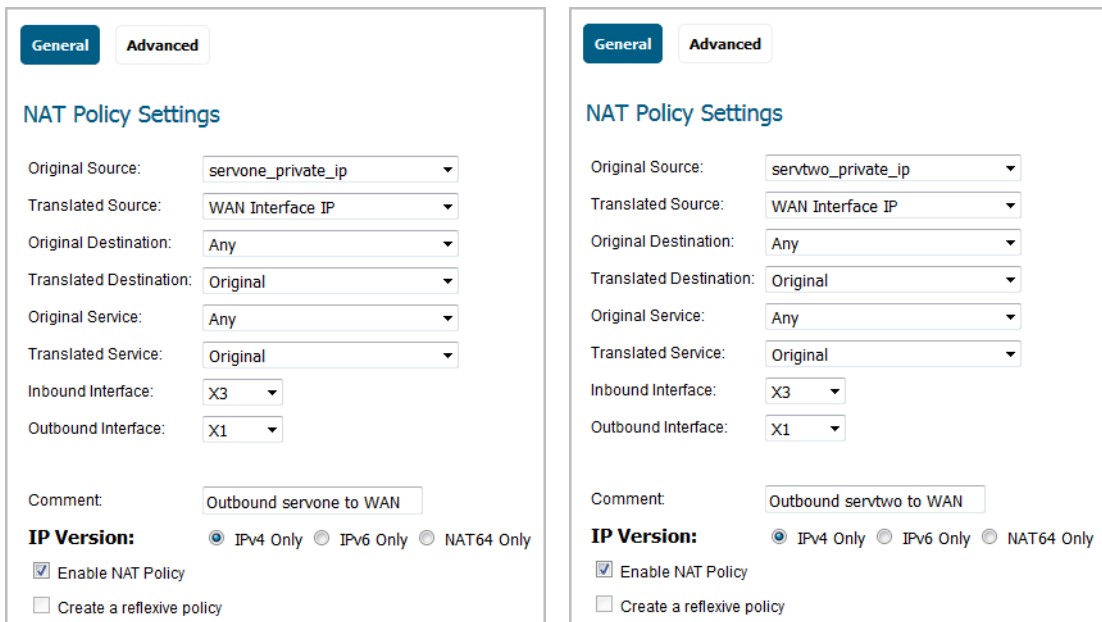 General Advanced
NAT Policy Settings
Original Source: servone_private_ip
Translated Source: WAN Interface IP
Original Destination: Any
Translated Destination: Original
Original Service: Any
Translated Service: Original
Inbound Interface: X3
Outbound Interface: X1
Comment: Outbound servone to WAN
IP Version: IPv4 Only IPv6 Only NAT64 Only
Enable NAT Policy
Create a reflexive policy
General Advanced
NAT Policy Settings
Original Source: servtwo_private_ip
Translated Source: WAN Interface IP
Original Destination: Any
Translated Destination: Original
Original Service: Any
Translated Service: Original
Inbound Interface: X3
Outbound Interface: X1
Comment: Outbound servtwo to WAN
IP Version: IPv4 Only IPv6 Only NAT64 Only
Enable NAT Policy
Create a reflexive policy